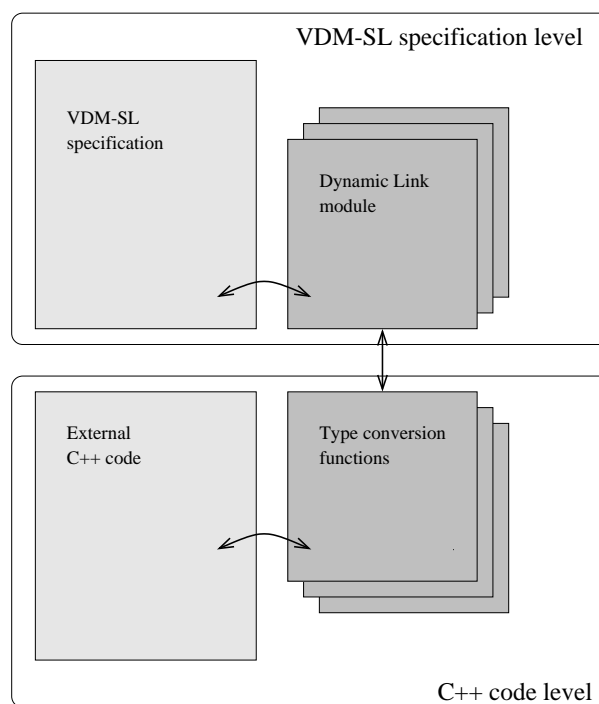 VDM-SL specification level
VDM-SL
specification
Dynamic Link
module
External
C++ code
Type conversion
functions
C++ code level